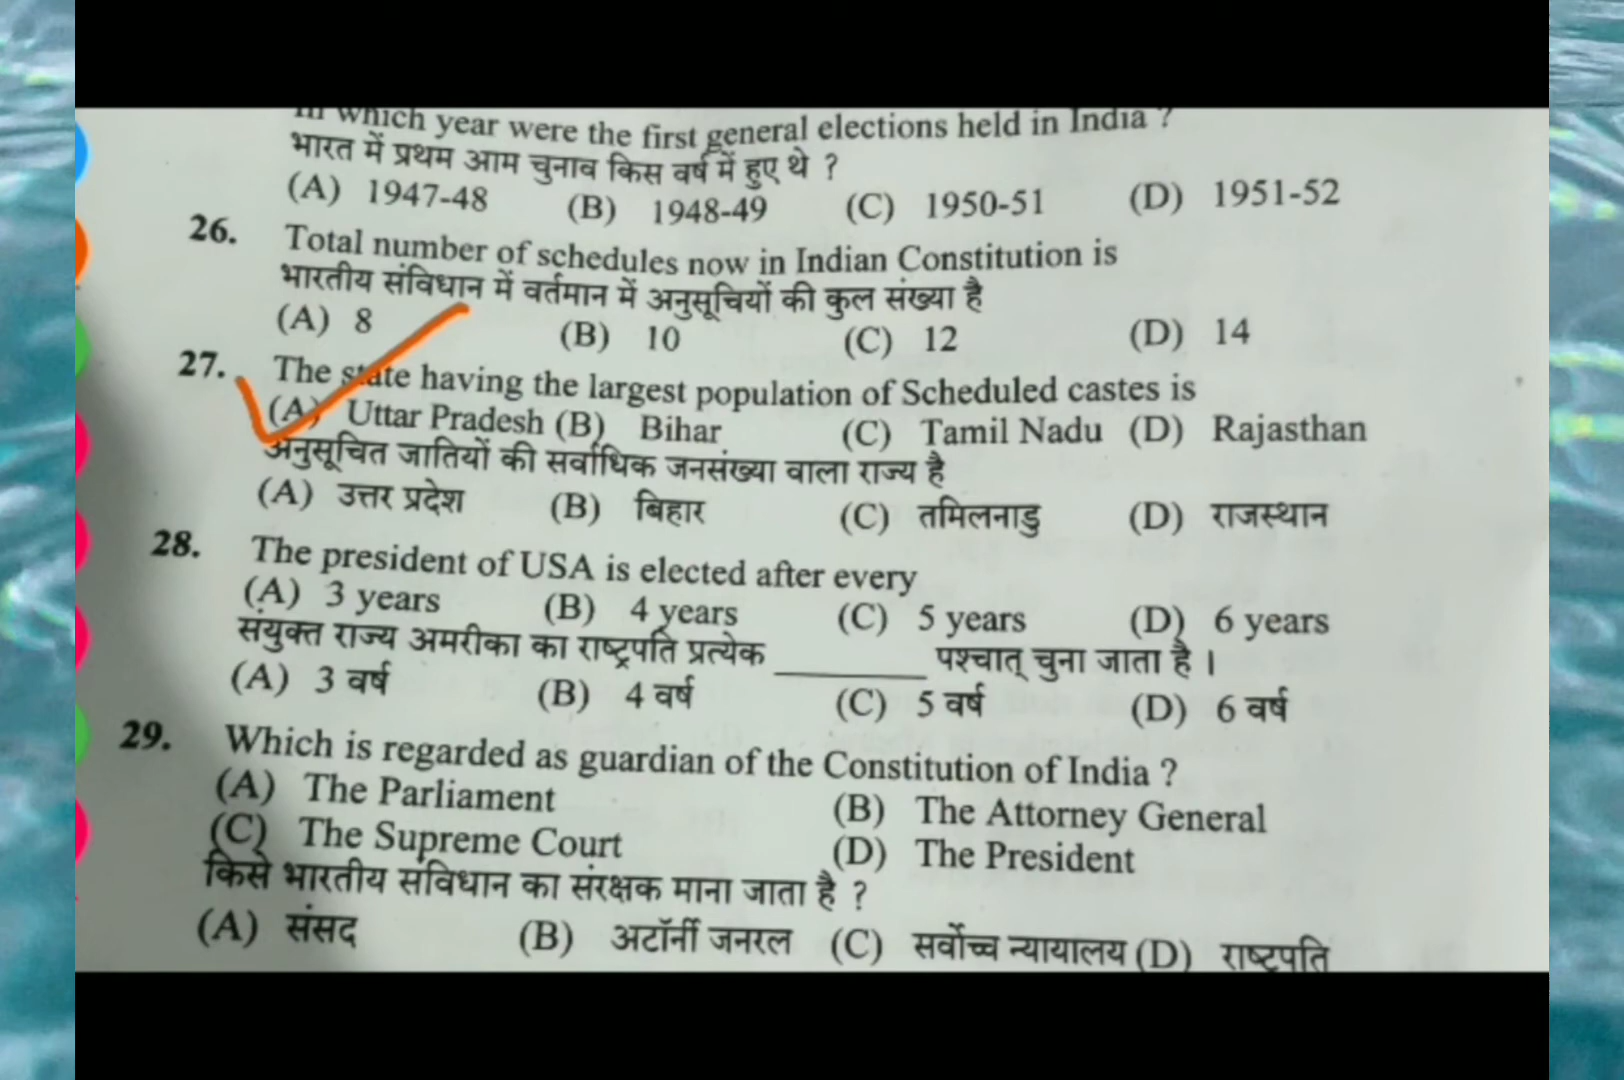 In which year were the first general elections held in India ?
भारत में प्रथम आम चुनाव किस वर्ष में हुए थे ?
(A) 1947-48 (B) 1948-49 (C) 1950-51 (D) 1951-52
26. Total number of schedules now in Indian Constitution is
भारतीय संविधान में वर्तमान में अनुसूचियों की कुल संख्या है
(A) 8 (B) 10 (C) 12 (D) 14
27. The state having the largest population of Scheduled castes is
(A) Uttar Pradesh (B) Bihar (C) Tamil Nadu (D) Rajasthan
अनुसूचित जातियों की सर्वाधिक जनसंख्या वाला राज्य है
(A) उत्तर प्रदेश (B) बिहार (C) तमिलनाडु (D) राजस्थान
28. The president of USA is elected after every
(A) 3 years (B) 4 years (C) 5 years (D) 6 years
संयुक्त राज्य अमरीका का राष्ट्रपति प्रत्येक ________ पश्चात् चुना जाता है ।
(A) 3 वर्ष (B) 4 वर्ष (C) 5 वर्ष (D) 6 वर्ष
29. Which is regarded as guardian of the Constitution of India ?
(A) The Parliament (B) The Attorney General
(C) The Supreme Court (D) The President
किसे भारतीय संविधान का संरक्षक माना जाता है ?
(A) संसद (B) अटॉर्नी जनरल (C) सर्वोच्च न्यायालय (D) राष्ट्रपति